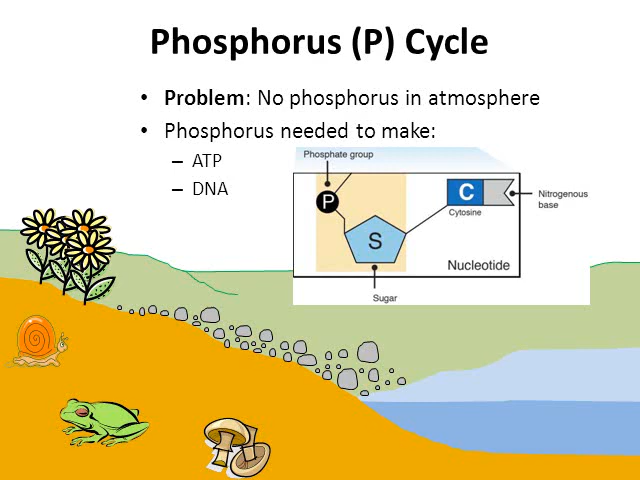 Phosphorus (P) Cycle
• Problem: No phosphorus in atmosphere
• Phosphorus needed to make:
– ATP
– DNA
Phosphate group
P
C
Cytosine
Nitrogenous
base
S
Nucleotide
Sugar